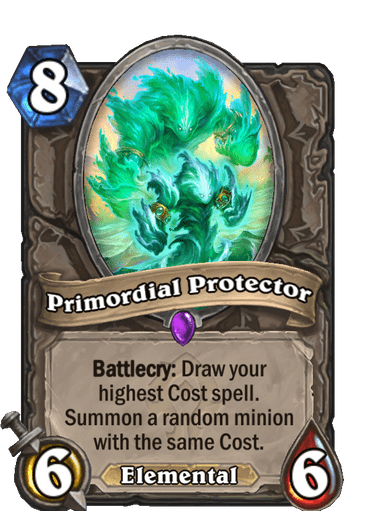 8
Primordial Protector
Battlecry: Draw your
highest Cost spell.
Summon a random minion
with the same Cost.
6
Elemental
6